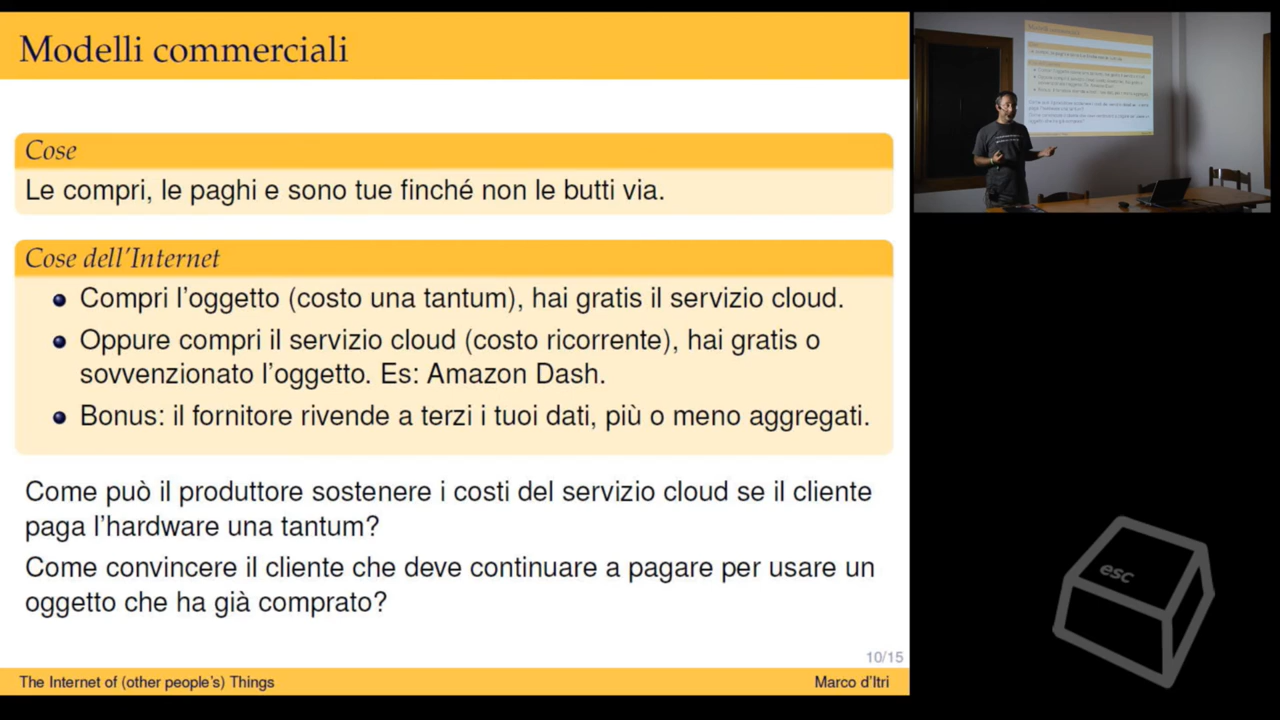 Modelli commerciali
Cose
Le compri, le paghi e sono tue finché non le butti via.
Cose dell'Internet
Compri l'oggetto (costo una tantum), hai gratis il servizio cloud.
Oppure compri il servizio cloud (costo ricorrente), hai gratis o
sovvenzionato l'oggetto. Es: Amazon Dash.
Bonus: il fornitore rivende a terzi i tuoi dati, più o meno aggregati.
Come può il produttore sostenere i costi del servizio cloud se il cliente
paga l'hardware una tantum?
Come convincere il cliente che deve continuare a pagare per usare un
oggetto che ha già comprato?
10/15
The Internet of (other people's) Things
Marco d'Itri
esc